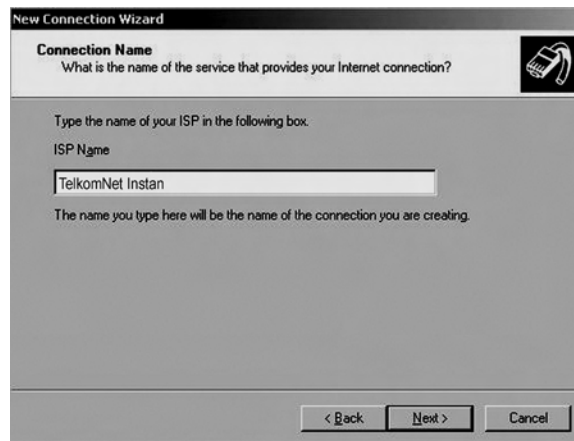 New Connection Wizard
Connection Name
What is the name of the service that provides your Internet connection?
Type the name of your ISP in the following box.
ISP Name
TelkomNet Instan
The name you type here will be the name of the connection you are creating.
< Back Next > Cancel